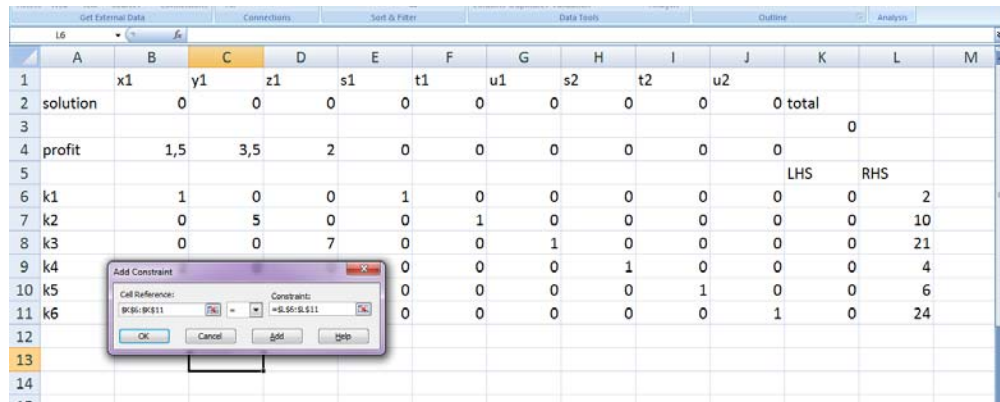 Get External Data Connections Sort & Filter Data Tools Outline Analysis
L6 fx
A B C D E F G H I J K L M
1 x1 y1 z1 s1 t1 u1 s2 t2 u2
2 solution 0 0 0 0 0 0 0 0 0 total
3 0
4 profit 1,5 3,5 2 0 0 0 0 0 0
5 LHS RHS
6 k1 1 0 0 1 0 0 0 0 0 0 2
7 k2 0 5 0 0 1 0 0 0 0 0 10
8 k3 0 0 7 0 0 1 0 0 0 0 21
9 k4 0 0 1 0 0 0 4
10 k5 0 0 0 1 0 0 6
11 k6 0 0 0 0 1 0 24
12
13
14
Add Constraint
Cell Reference: Constraint:
$K$6:$K$11 = =$L$6:$L$11
OK Cancel Add Help